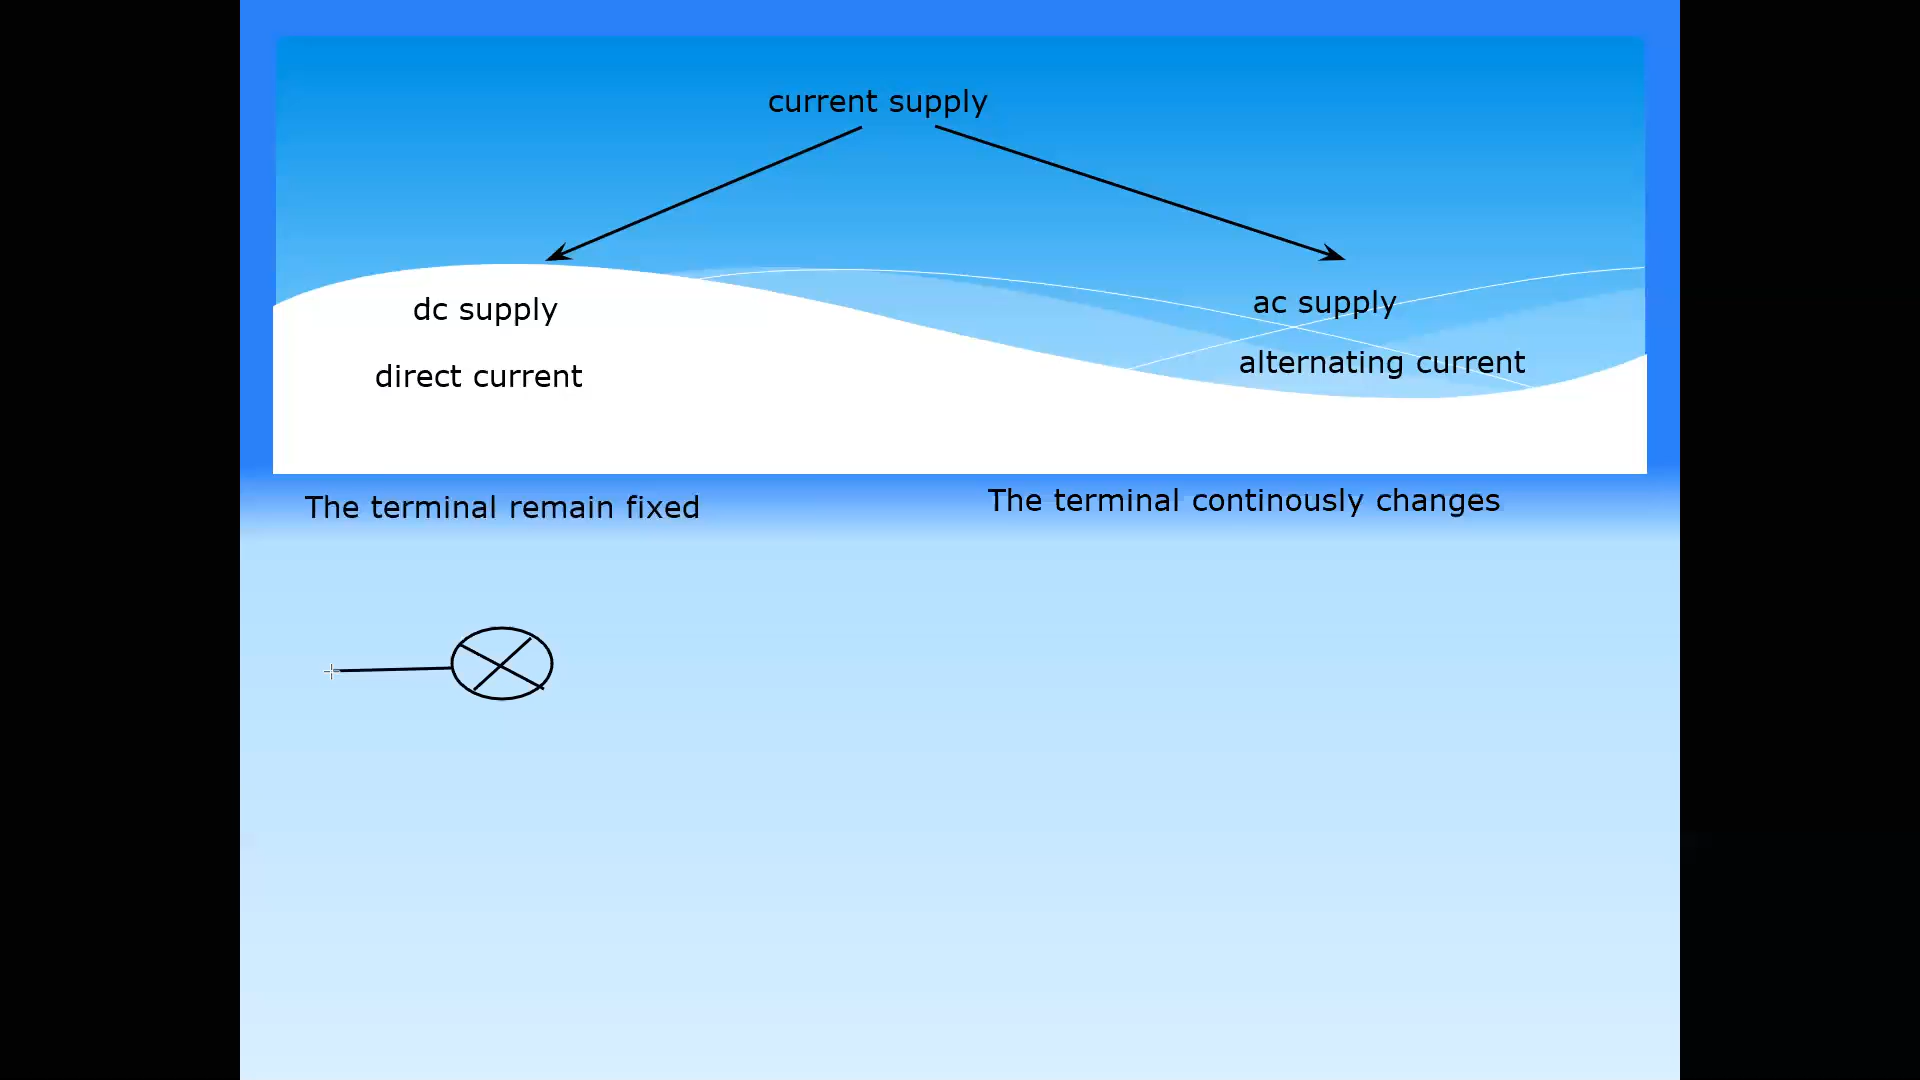 current supply
dc supply
ac supply
direct current
alternating current
The terminal remain fixed
The terminal continously changes